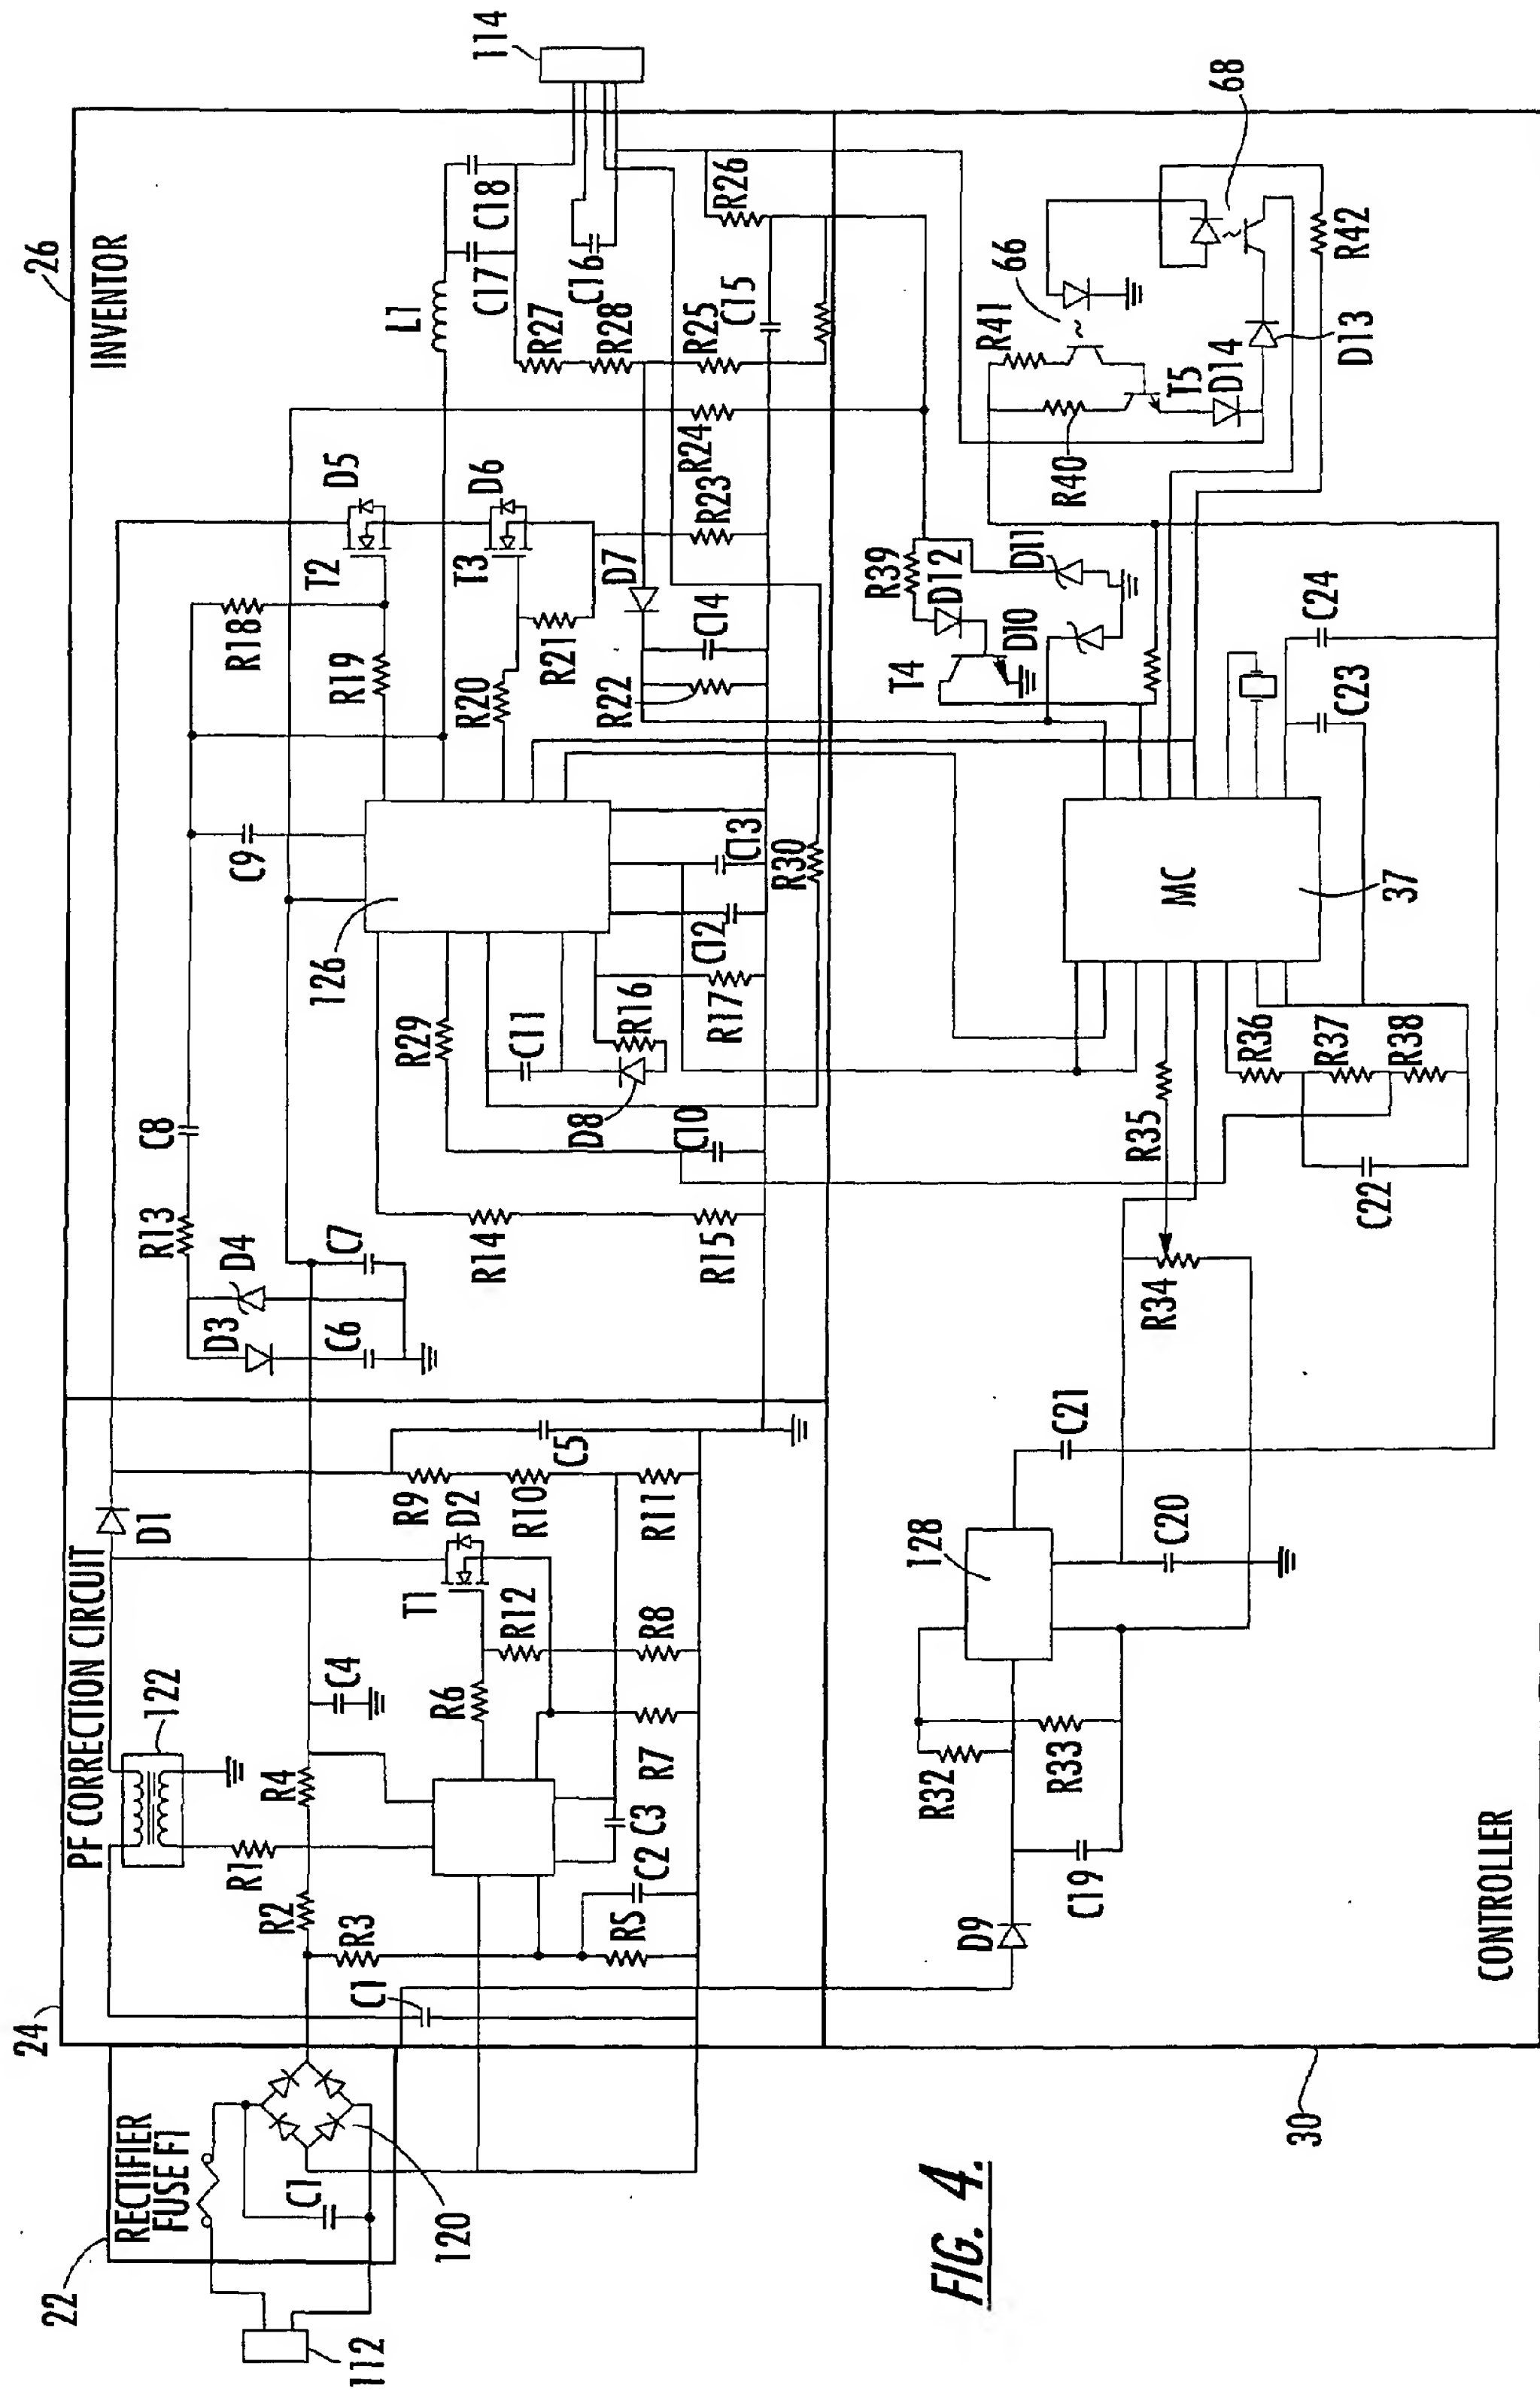 22
RECTIFIER
FUSE F1
C1
120
112
24
PF CORRECTION CIRCUIT
122
D1
R1
R2
R4
C4
R3
C1
RS
C2
C3
R6
R7
T1
D2
R12
R8
R9
R10
R11
C5
26
INVENTOR
D3
D4
R13
C8
C6
C7
C9
R18
R19
T2
D5
T3
D6
R20
R21
126
R29
R14
R15
C10
D8
C11
R16
R17
C12
C13
R30
R22
C14
D7
R23
R24
L1
C17
C18
R27
R28
R25
C16
C15
R26
114
30
CONTROLLER
D9
C19
R32
R33
128
C20
C21
R34
R35
C22
R36
R37
R38
MC
37
C23
C24
T4
R39
D12
D10
D11
R40
R41
66
T5
D14
D13
R42
68
FIG. 4.